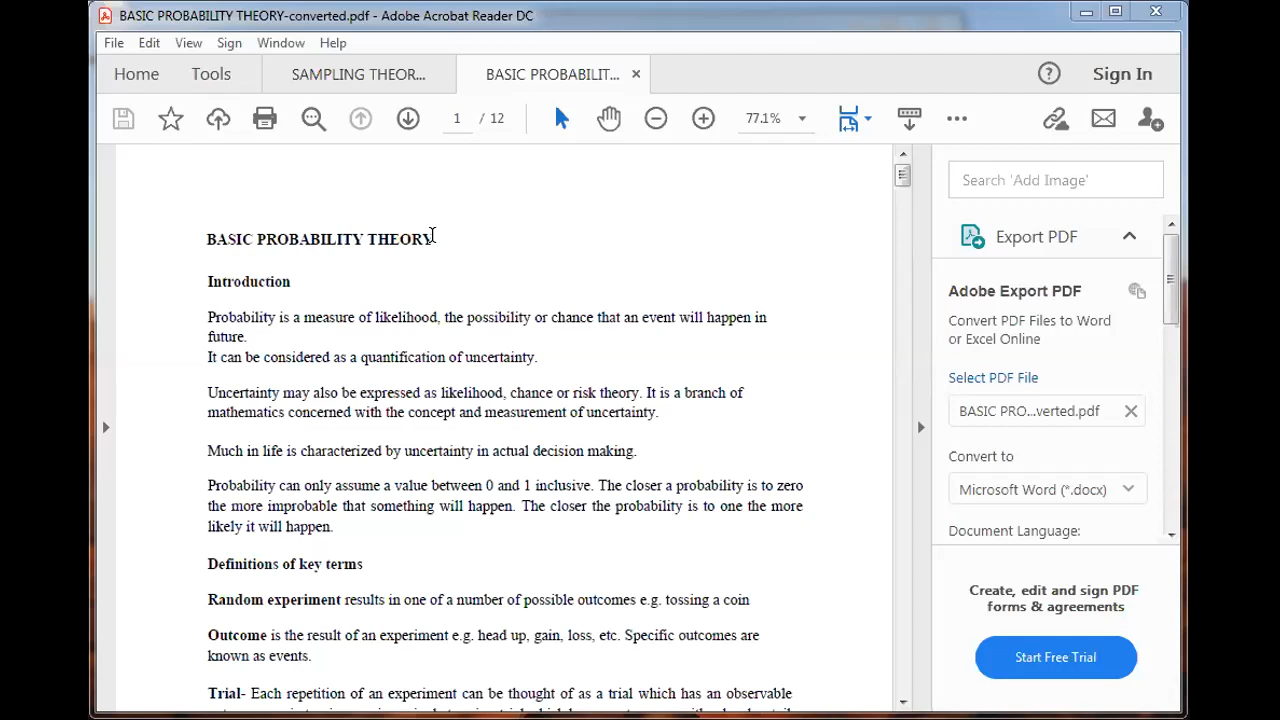 BASIC PROBABILITY THEORY-converted.pdf - Adobe Acrobat Reader DC
File Edit View Sign Window Help
Home Tools SAMPLING THEOR... BASIC PROBABILIT... Sign In
1 / 12 77.1%
Search 'Add Image'
BASIC PROBABILITY THEORY
Introduction
Probability is a measure of likelihood, the possibility or chance that an event will happen in
future.
It can be considered as a quantification of uncertainty.
Uncertainty may also be expressed as likelihood, chance or risk theory. It is a branch of
mathematics concerned with the concept and measurement of uncertainty.
Much in life is characterized by uncertainty in actual decision making.
Probability can only assume a value between 0 and 1 inclusive. The closer a probability is to zero
the more improbable that something will happen. The closer the probability is to one the more
likely it will happen.
Definitions of key terms
Random experiment results in one of a number of possible outcomes e.g. tossing a coin
Outcome is the result of an experiment e.g. head up, gain, loss, etc. Specific outcomes are
known as events.
Trial- Each repetition of an experiment can be thought of as a trial which has an observable
Export PDF
Adobe Export PDF
Convert PDF Files to Word
or Excel Online
Select PDF File
BASIC PRO...verted.pdf
Convert to
Microsoft Word (*.docx)
Document Language:
Create, edit and sign PDF
forms & agreements
Start Free Trial